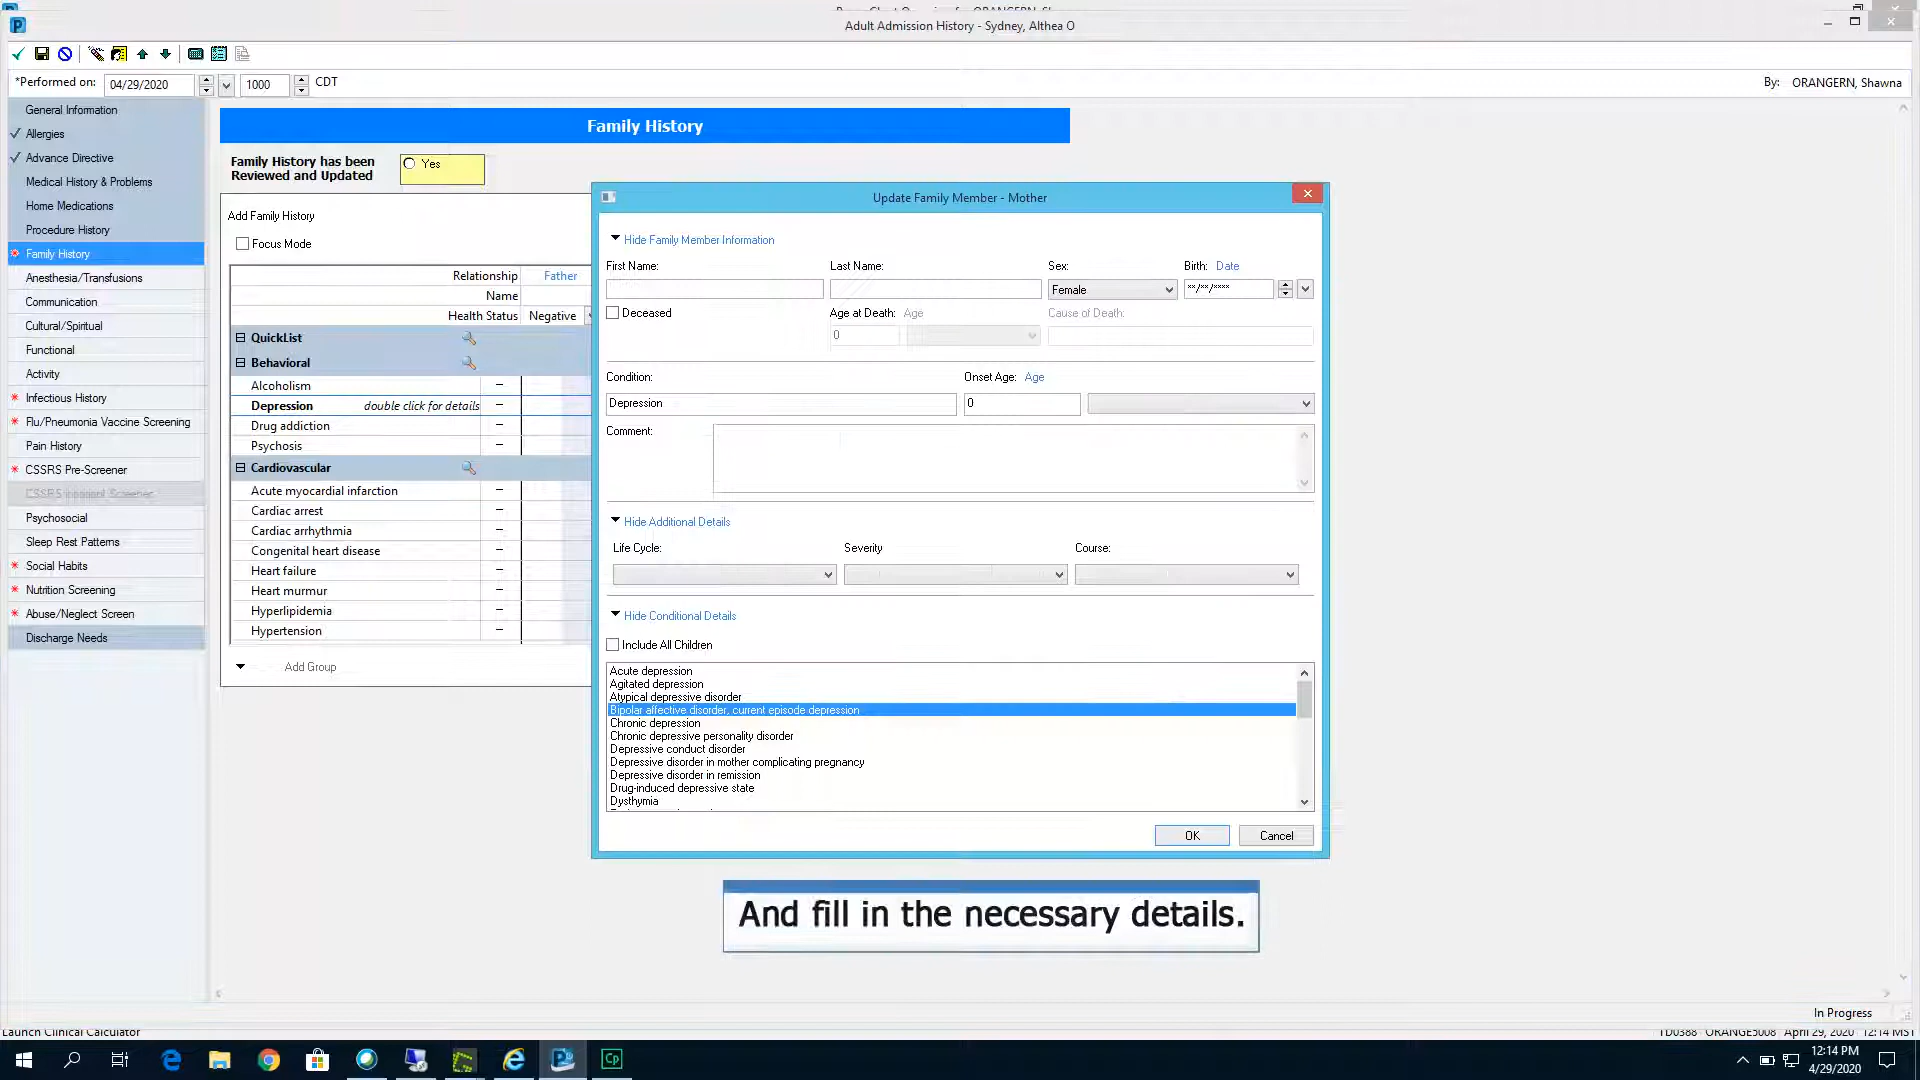 Adult Admission History - Sydney, Althea O
*Performed on: 04/29/2020 1000 CDT By: ORANGERN, Shawna
General Information
Allergies
Advance Directive
Medical History & Problems
Home Medications
Procedure History
Family History
Anesthesia/Transfusions
Communication
Cultural/Spiritual
Functional
Activity
Infectious History
Flu/Pneumonia Vaccine Screening
Pain History
CSSRS Pre-Screener
Psychosocial
Sleep Rest Patterns
Social Habits
Nutrition Screening
Abuse/Neglect Screen
Discharge Needs
Family History
Family History has been
Reviewed and Updated
Yes
Add Family History
Focus Mode
Relationship Father
Name
Health Status Negative
QuickList
Behavioral
Alcoholism
Depression double click for details
Drug addiction
Psychosis
Cardiovascular
Acute myocardial infarction
Cardiac arrest
Cardiac arrhythmia
Congenital heart disease
Heart failure
Heart murmur
Hyperlipidemia
Hypertension
Add Group
Update Family Member - Mother
Hide Family Member Information
First Name: Last Name: Sex: Birth: Date
Female **/**/****
Deceased Age at Death: Age Cause of Death:
0
Condition: Onset Age: Age
Depression 0
Comment:
Hide Additional Details
Life Cycle: Severity Course:
Hide Conditional Details
Include All Children
Acute depression
Agitated depression
Atypical depressive disorder
Bipolar affective disorder, current episode depression
Chronic depression
Chronic depressive personality disorder
Depressive conduct disorder
Depressive disorder in mother complicating pregnancy
Depressive disorder in remission
Drug-induced depressive state
Dysthymia
OK Cancel
And fill in the necessary details.
In Progress
Launch Clinical Calculator TD0388 ORANGE5008 April 29, 2020 12:14 MST
12:14 PM
4/29/2020